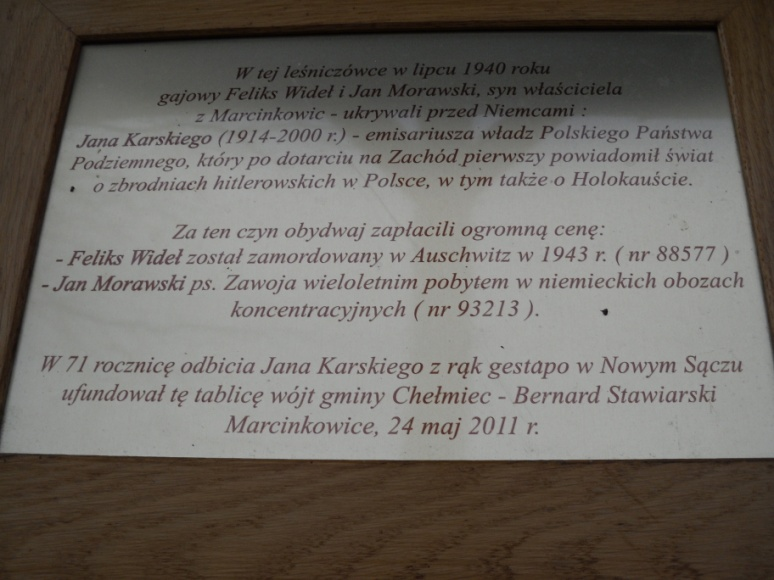 W tej leśniczówce w lipcu 1940 roku
gajowy Feliks Wideł i Jan Morawski, syn właściciela
z Marcinkowic - ukrywali przed Niemcami :
Jana Karskiego (1914-2000 r.) - emisariusza władz Polskiego Państwa
Podziemnego, który po dotarciu na Zachód pierwszy powiadomił świat
o zbrodniach hitlerowskich w Polsce, w tym także o Holokauście.
Za ten czyn obydwaj zapłacili ogromną cenę:
- Feliks Wideł został zamordowany w Auschwitz w 1943 r. ( nr 88577 )
- Jan Morawski ps. Zawoja wieloletnim pobytem w niemieckich obozach
koncentracyjnych ( nr 93213 ).
W 71 rocznicę odbicia Jana Karskiego z rąk gestapo w Nowym Sączu
ufundował tę tablicę wójt gminy Chełmiec - Bernard Stawiarski
Marcinkowice, 24 maj 2011 r.